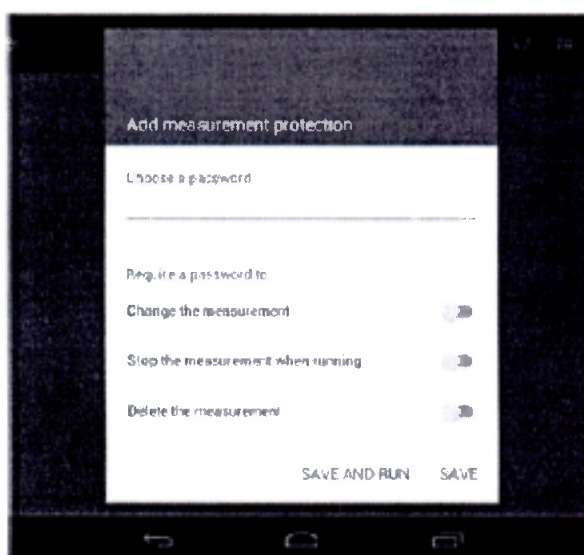 Add measurement protection
Choose a password
Require a password to
Change the measurement
Stop the measurement when running
Delete the measurement
SAVE AND RUN SAVE